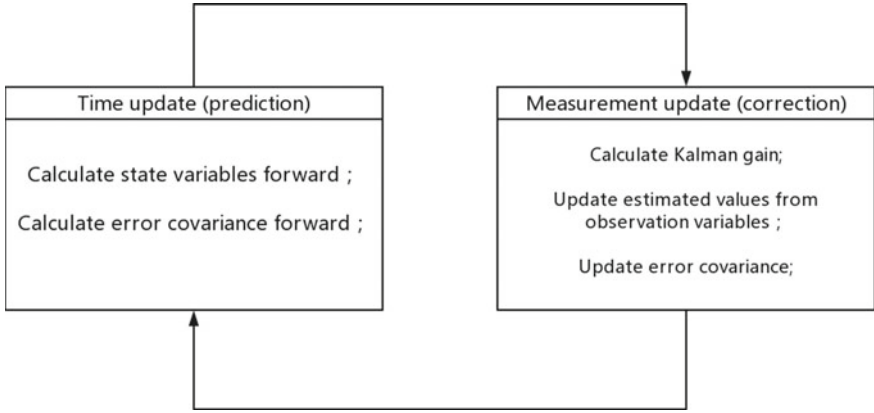 Time update (prediction)
Calculate state variables forward ;
Calculate error covariance forward ;
Measurement update (correction)
Calculate Kalman gain;
Update estimated values from
observation variables ;
Update error covariance;